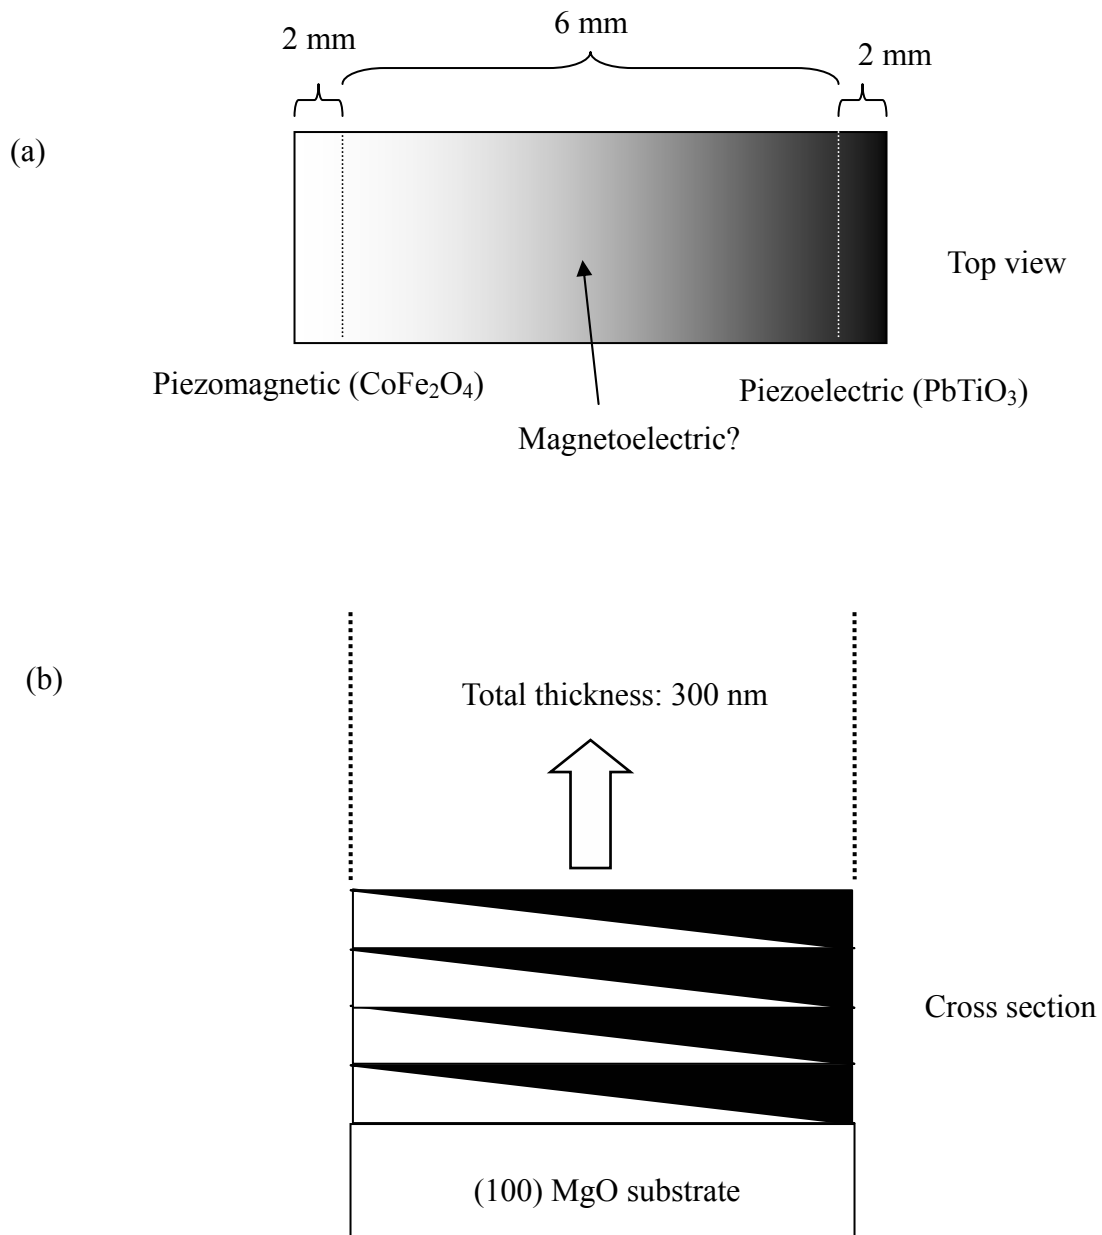 6 mm
2 mm
2 mm
(a)
Top view
Piezomagnetic (CoFe₂O₄)
Piezoelectric (PbTiO₃)
Magnetoelectric?
(b)
Total thickness: 300 nm
Cross section
(100) MgO substrate